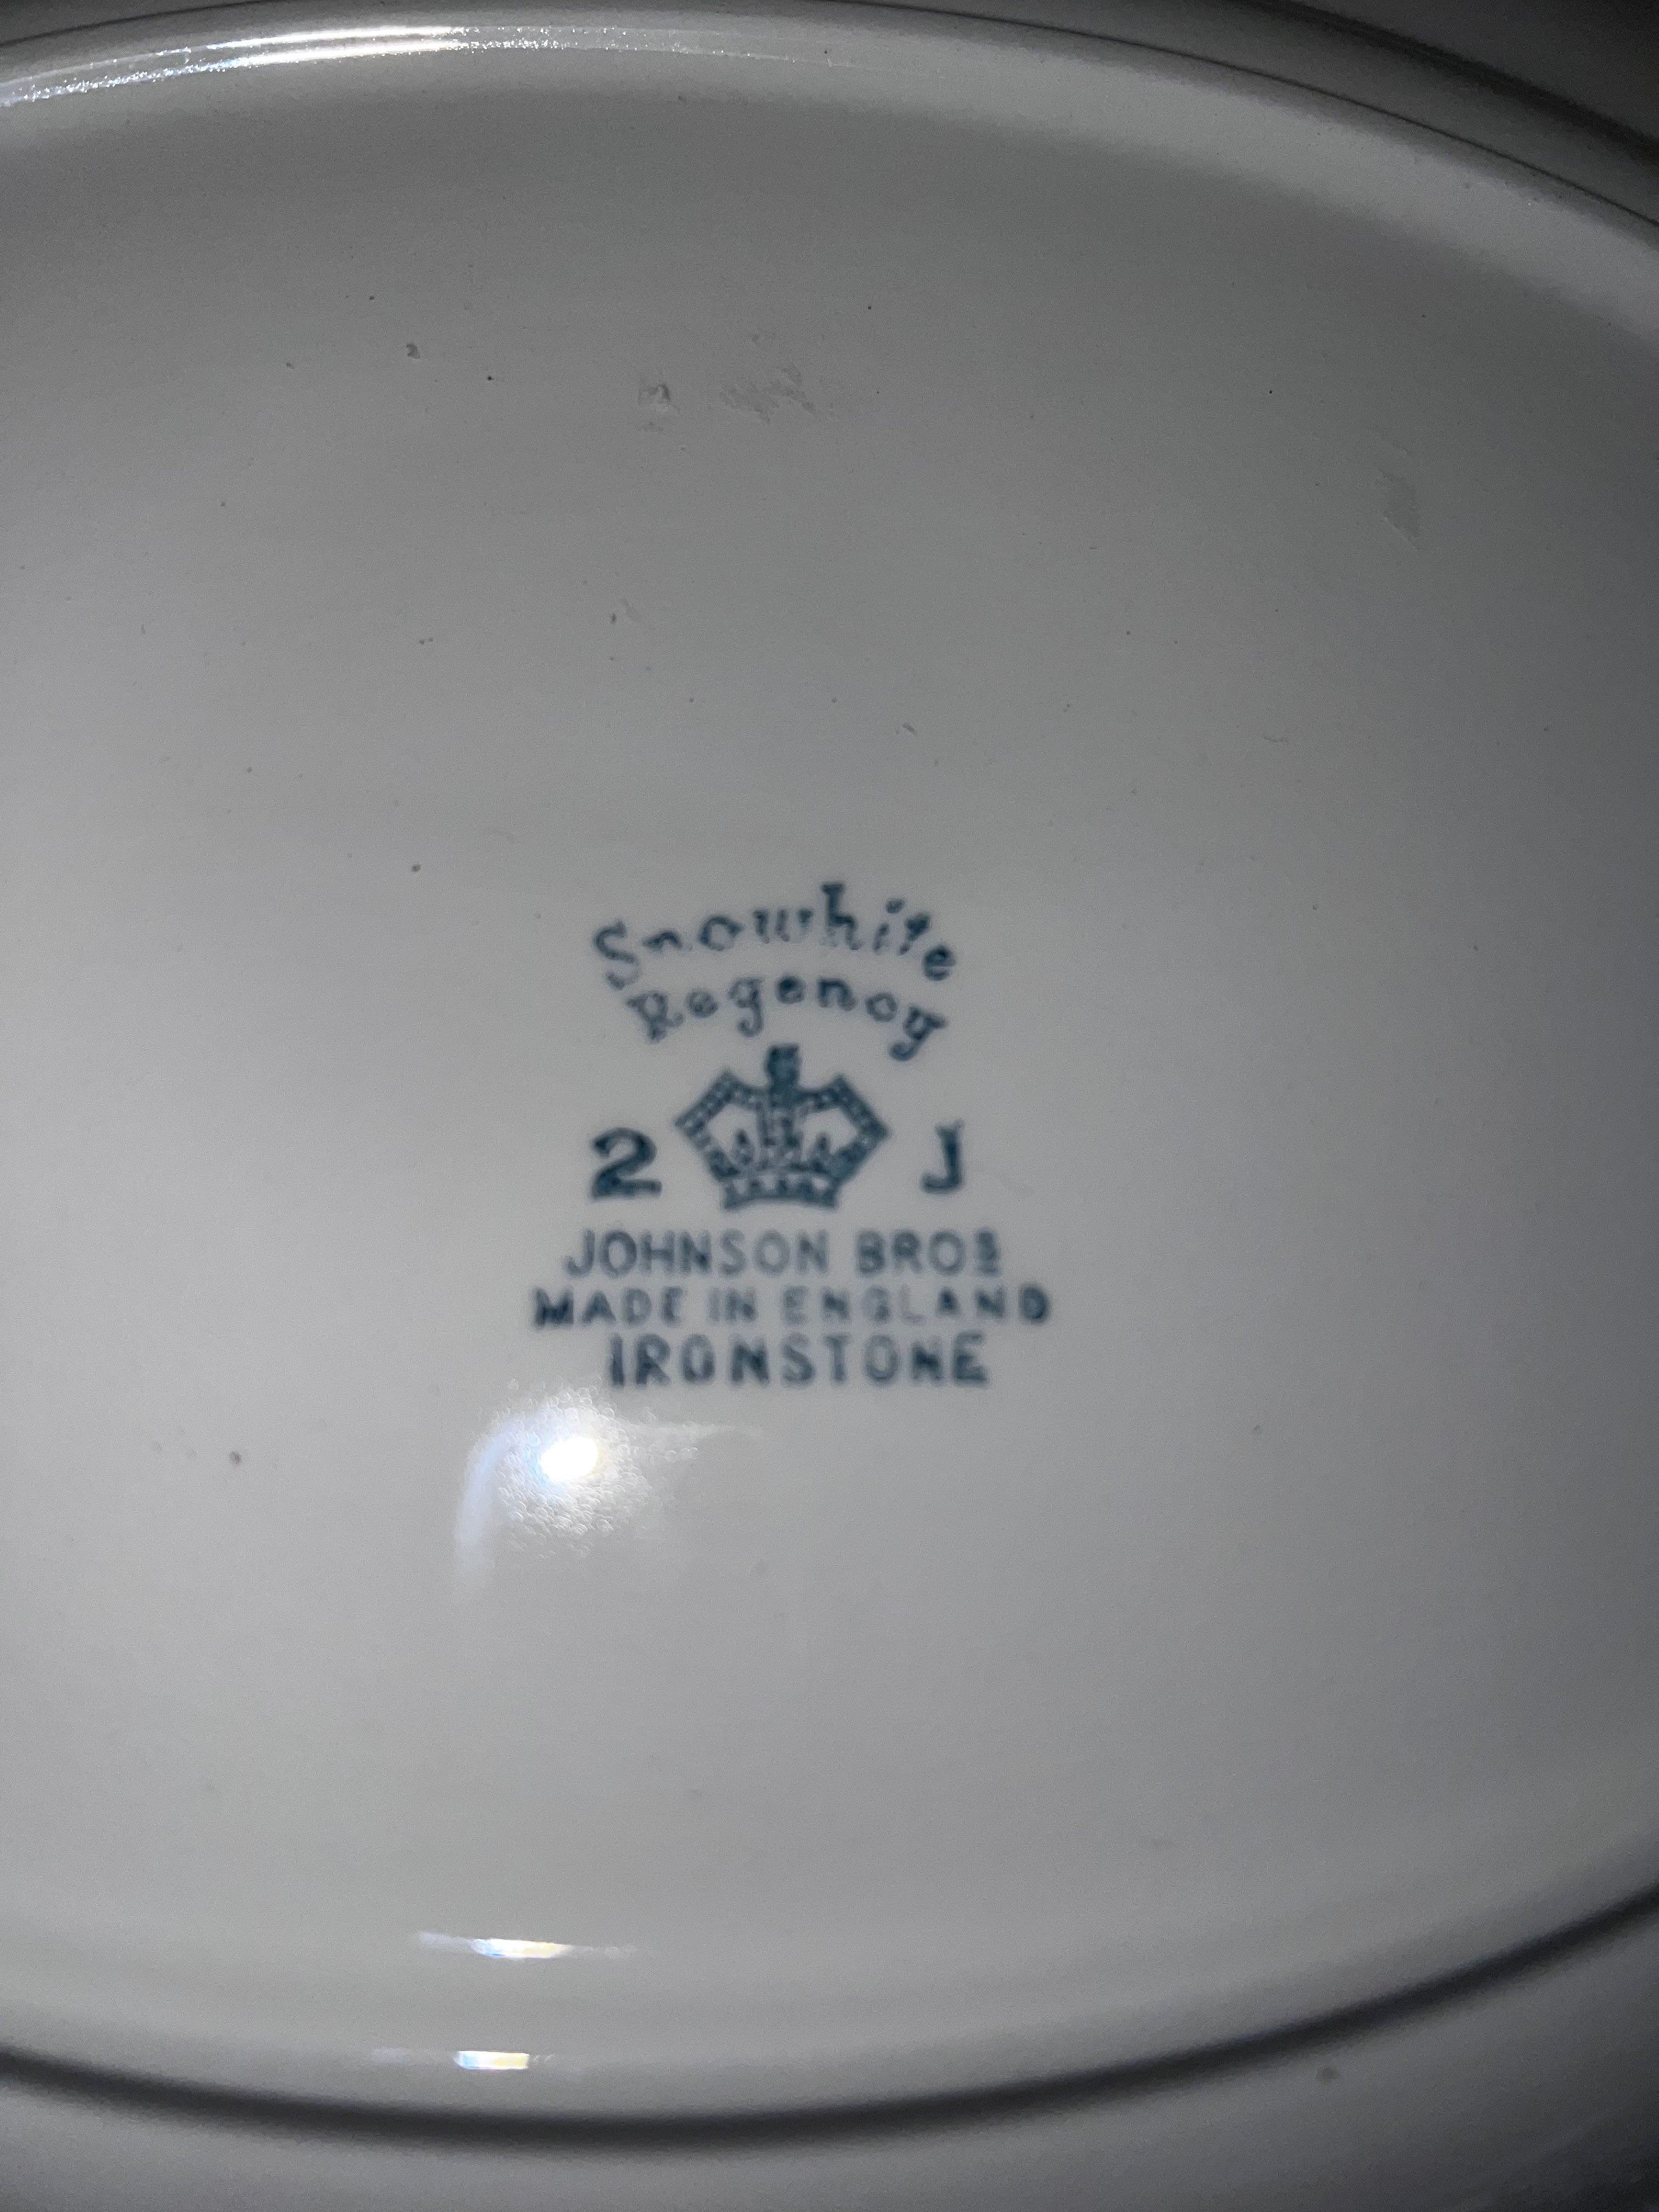 Snowhite
Regency
2 J
JOHNSON BROS
MADE IN ENGLAND
IRONSTONE